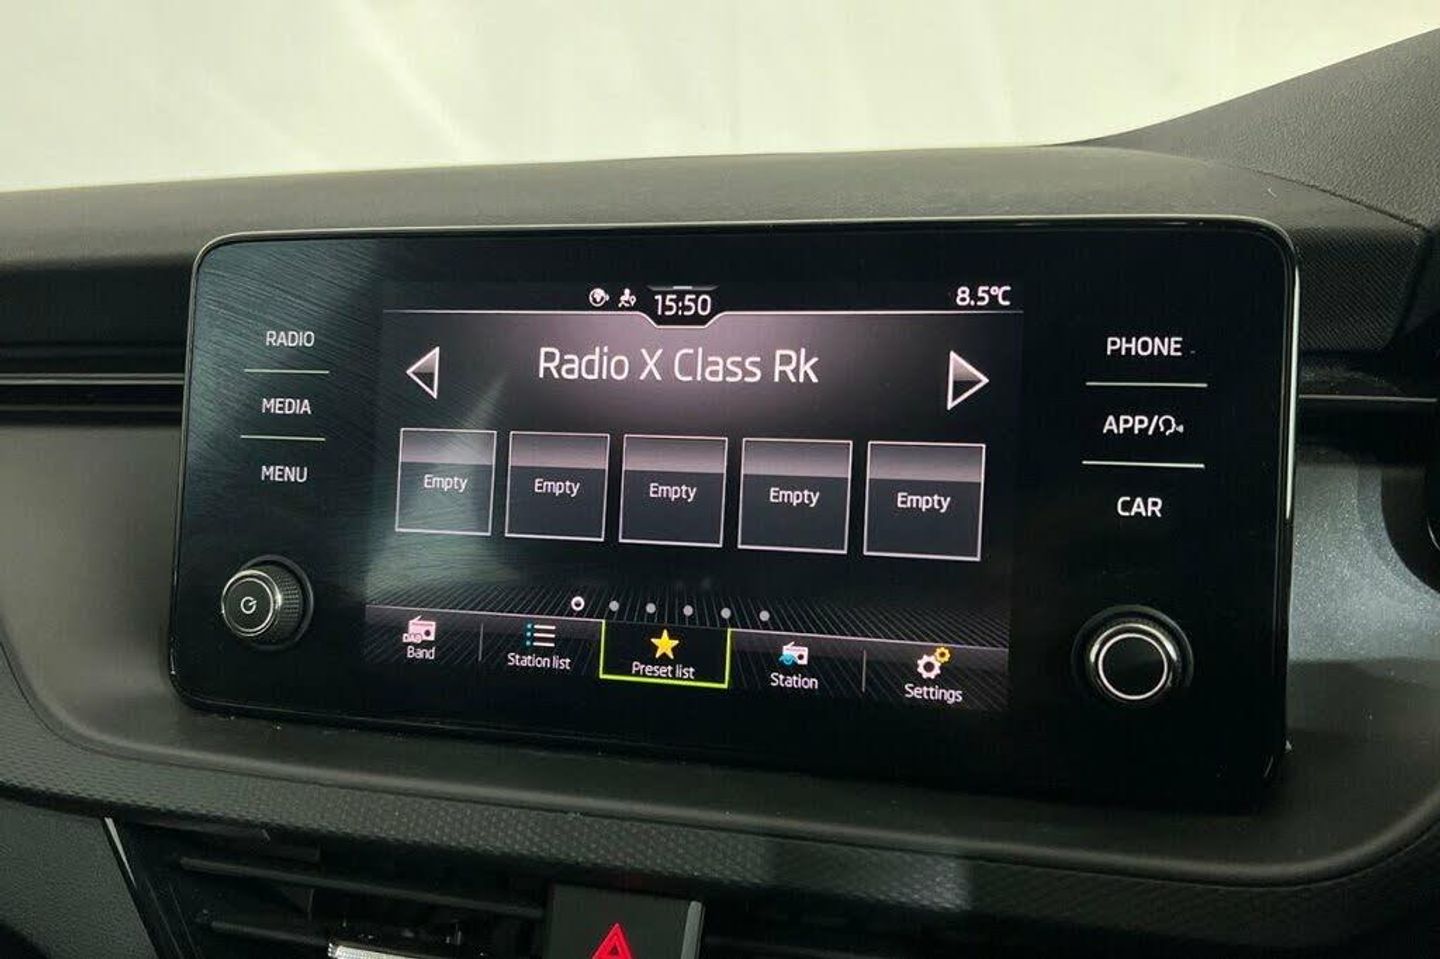 15:50
8.5°C
RADIO
MEDIA
MENU
Radio X Class Rk
Empty
Empty
Empty
Empty
Empty
DAB
Band
Station list
Preset list
Station
Settings
PHONE
APP/
CAR